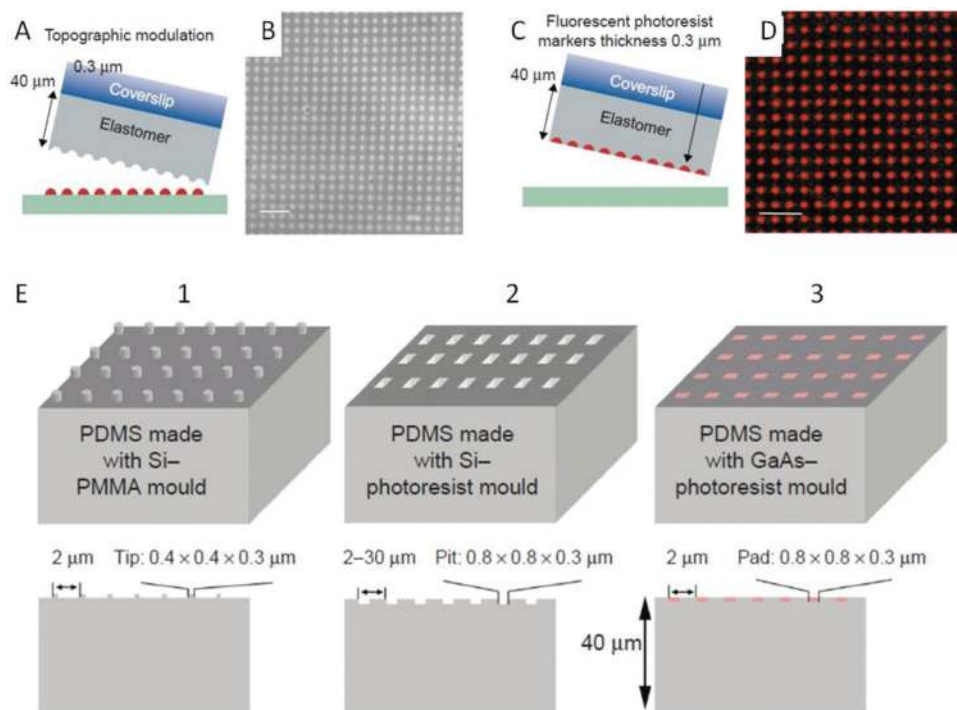 A
Topographic modulation
0.3 μm
40 μm
Coverslip
Elastomer
B
C
Fluorescent photoresist
markers thickness 0.3 μm
40 μm
Coverslip
Elastomer
D
E
1
2
3
PDMS made
with Si–
PMMA mould
PDMS made
with Si–
photoresist mould
PDMS made
with GaAs–
photoresist mould
2 μm
Tip: 0.4 × 0.4 × 0.3 μm
2–30 μm
Pit: 0.8 × 0.8 × 0.3 μm
2 μm
Pad: 0.8 × 0.8 × 0.3 μm
40 μm